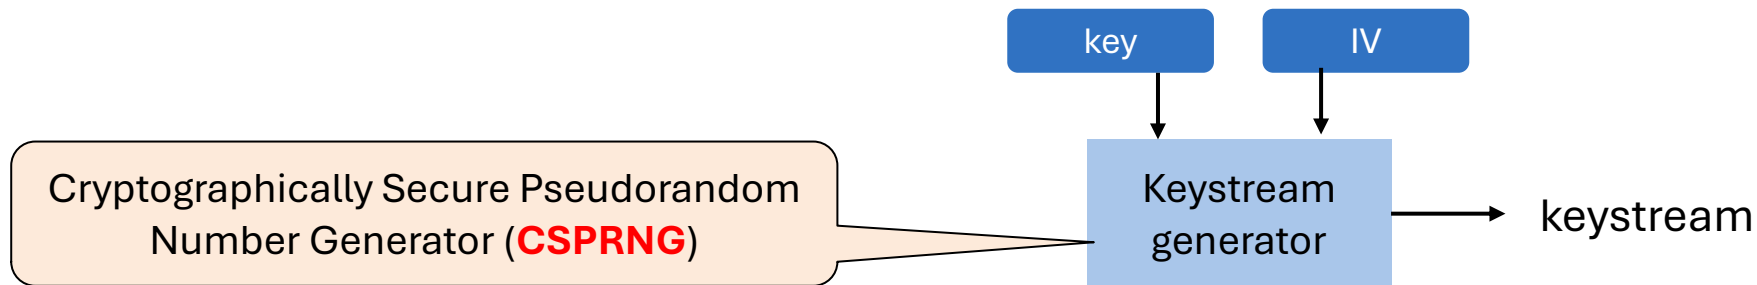 key
IV
Cryptographically Secure Pseudorandom
Number Generator (CSPRNG)
Keystream
generator
keystream